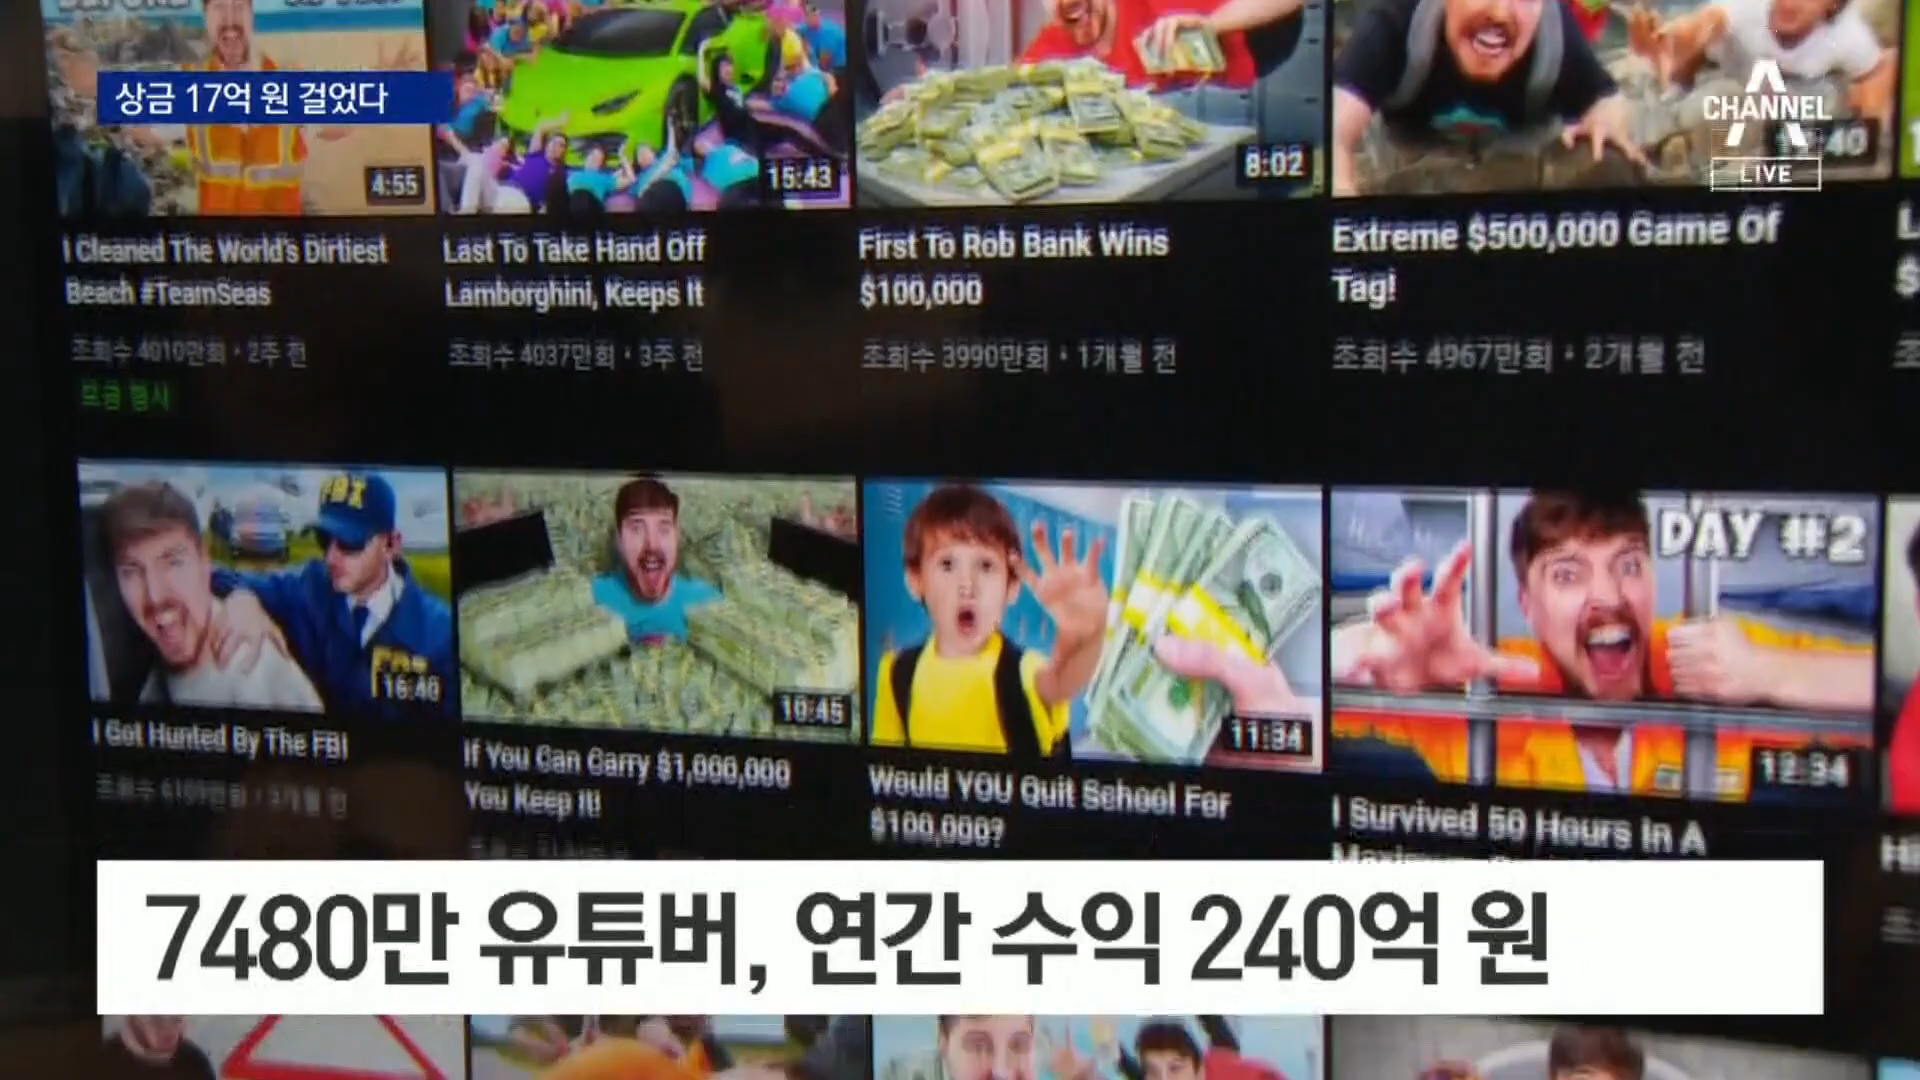 상금 17억 원 걸었다
CHANNEL A
LIVE
4:55
15:43
8:02
40
I Cleaned The World's Dirtiest
Beach #TeamSeas
조회수 4010만회 • 2주 전
모금 행사
Last To Take Hand Off
Lamborghini, Keeps It
조회수 4037만회 • 3주 전
First To Rob Bank Wins
$100,000
조회수 3990만회 • 1개월 전
Extreme $500,000 Game Of
Tag!
조회수 4967만회 • 2개월 전
FBI
16:40
10:45
11:34
DAY #2
12:34
I Got Hunted By The FBI
If You Can Carry $1,000,000
You Keep It!
Would YOU Quit School For
$100,000?
I Survived 50 Hours In A
7480만 유튜버, 연간 수익 240억 원